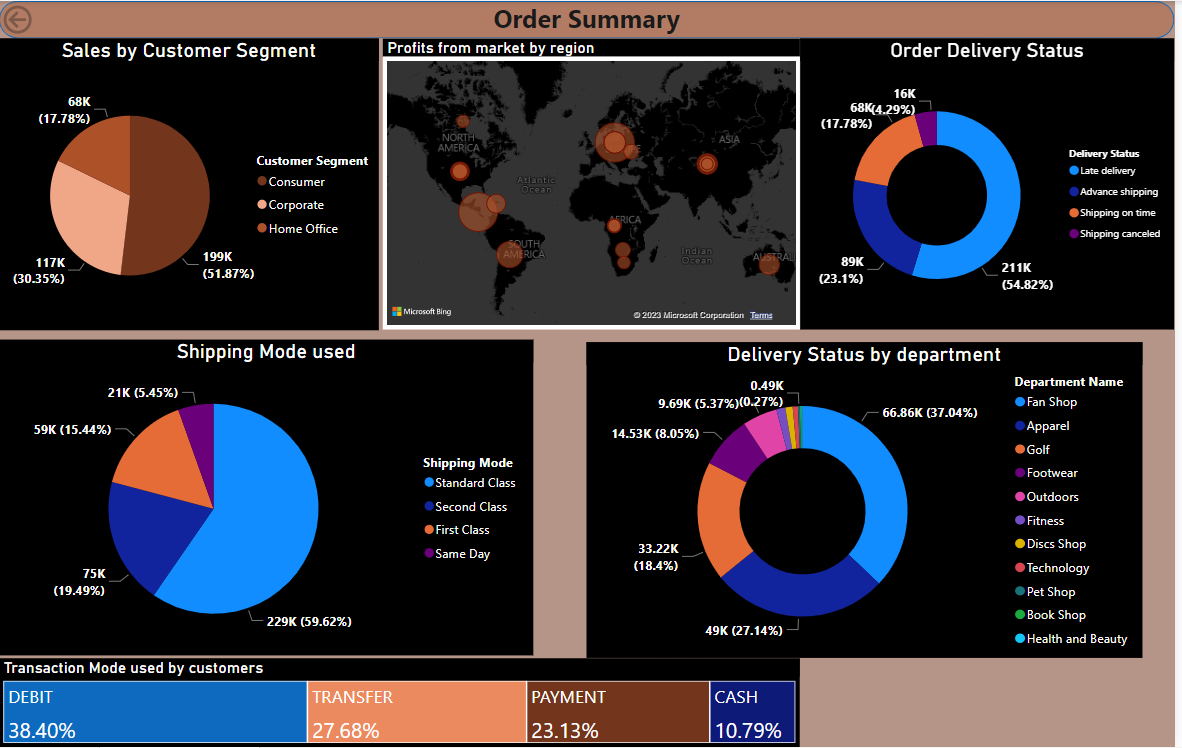 Order Summary
Sales by Customer Segment
68K
(17.78%)
117K
(30.35%)
199K
(51.87%)
Customer Segment
Consumer
Corporate
Home Office
Profits from market by region
NORTH
AMERICA
Atlantic
Ocean
ASIA
AFRICA
SOUTH
AMERICA
Indian
Ocean
AUSTRAL
Microsoft Bing
© 2023 Microsoft Corporation Terms
Order Delivery Status
16K
(4.29%)
68K
(17.78%)
89K
(23.1%)
211K
(54.82%)
Delivery Status
Late delivery
Advance shipping
Shipping on time
Shipping canceled
Shipping Mode used
21K (5.45%)
59K (15.44%)
75K
(19.49%)
229K (59.62%)
Shipping Mode
Standard Class
Second Class
First Class
Same Day
Delivery Status by department
0.49K
(0.27%)
9.69K (5.37%)
14.53K (8.05%)
33.22K
(18.4%)
49K (27.14%)
66.86K (37.04%)
Department Name
Fan Shop
Apparel
Golf
Footwear
Outdoors
Fitness
Discs Shop
Technology
Pet Shop
Book Shop
Health and Beauty
Transaction Mode used by customers
DEBIT
38.40%
TRANSFER
27.68%
PAYMENT
23.13%
CASH
10.79%